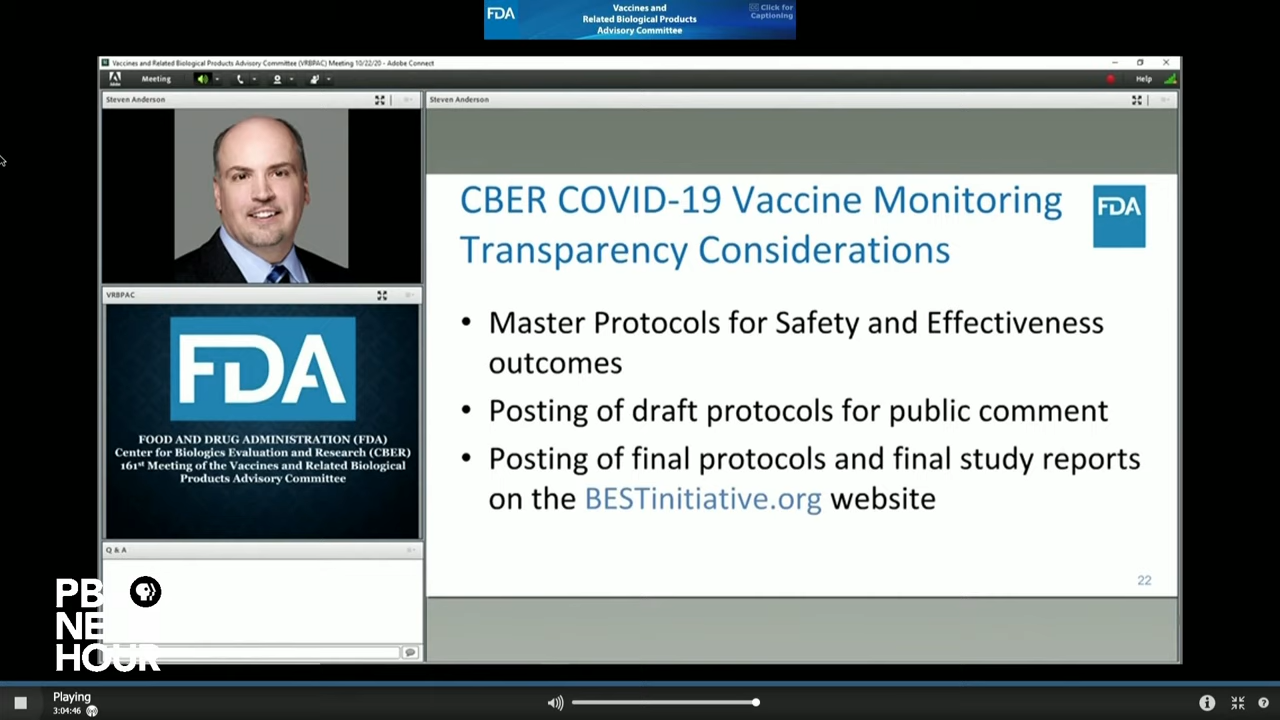 FDA
Vaccines and
Related Biological Products
Advisory Committee
Click for
Captioning
Vaccines and Related Biological Products Advisory Committee (VRBPAC) Meeting 10/22/20 - Adobe Connect
Adobe
Meeting
Help
Steven Anderson
Steven Anderson
CBER COVID-19 Vaccine Monitoring
Transparency Considerations
FDA
• Master Protocols for Safety and Effectiveness
outcomes
• Posting of draft protocols for public comment
• Posting of final protocols and final study reports
on the BESTinitiative.org website
22
VRBPAC
FDA
FOOD AND DRUG ADMINISTRATION (FDA)
Center for Biologics Evaluation and Research (CBER)
161st Meeting of the Vaccines and Related Biological
Products Advisory Committee
Q & A
PBS
NEWS
HOUR
Playing
3:04:46